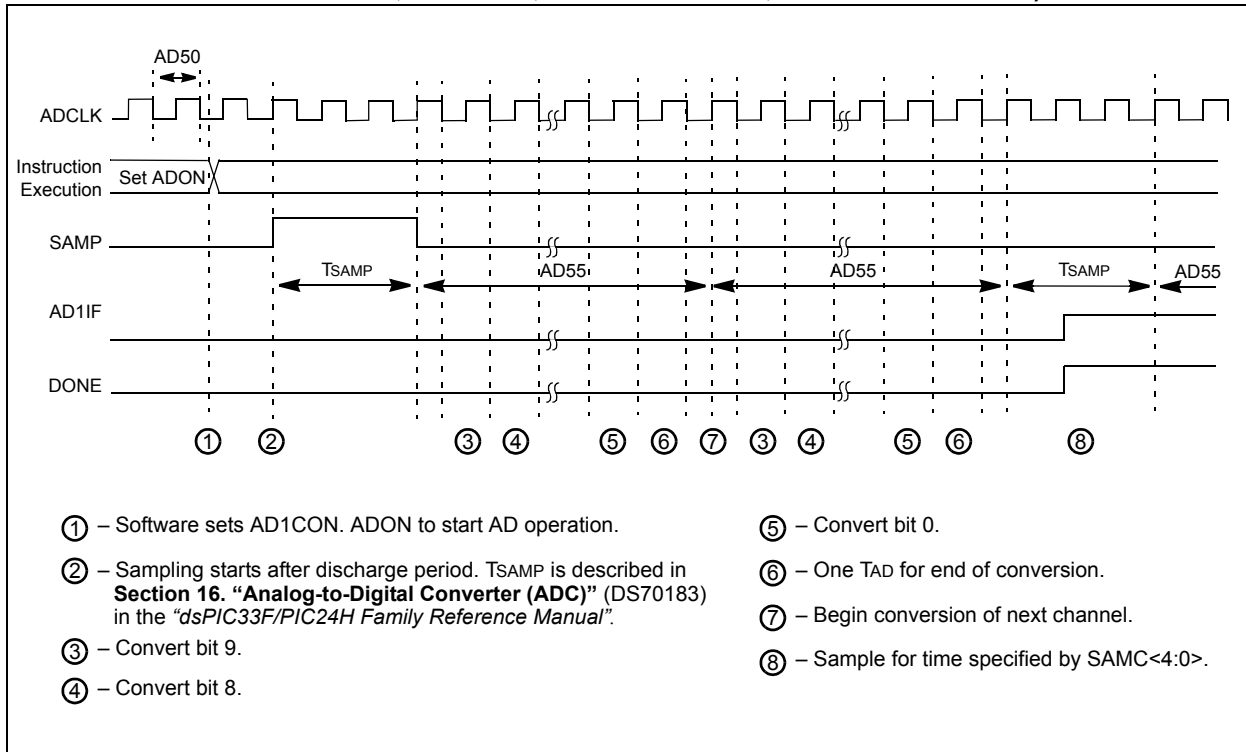 AD50
ADCLK
Instruction
Execution
Set ADON
SAMP
TSAMP
AD55
AD55
TSAMP
AD55
AD1IF
DONE
1 2 3 4 5 6 7 3 4 5 6 8
1 – Software sets AD1CON. ADON to start AD operation.
2 – Sampling starts after discharge period. TSAMP is described in
Section 16. “Analog-to-Digital Converter (ADC)” (DS70183)
in the “dsPIC33F/PIC24H Family Reference Manual”.
3 – Convert bit 9.
4 – Convert bit 8.
5 – Convert bit 0.
6 – One TAD for end of conversion.
7 – Begin conversion of next channel.
8 – Sample for time specified by SAMC<4:0>.